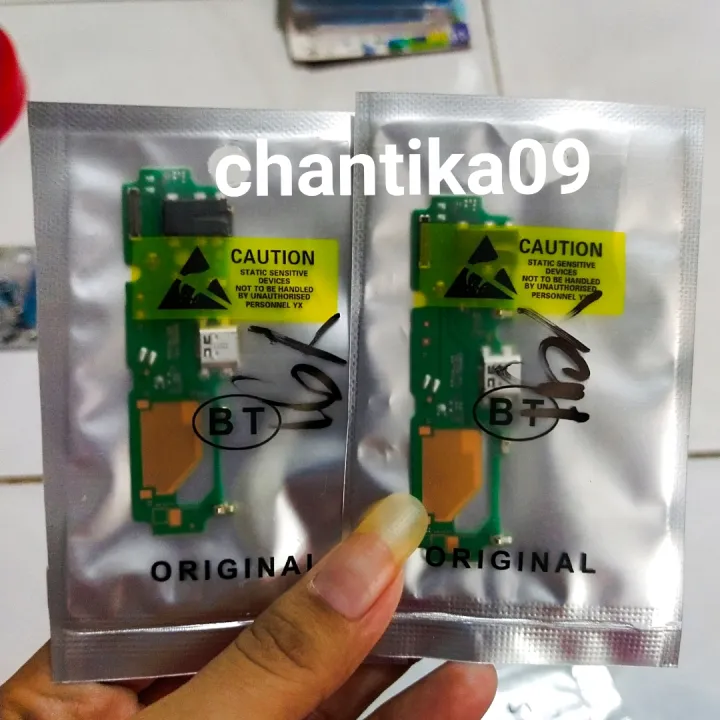 chantika09
CAUTION
STATIC SENSITIVE
DEVICES
NOT TO BE HANDLED
BY UNAUTHORISED
PERSONNEL YX
BT
ORIGINAL
CAUTION
STATIC SENSITIVE
DEVICES
NOT TO BE HANDLED
BY UNAUTHORISED
PERSONNEL YX
BT
ORIGINAL